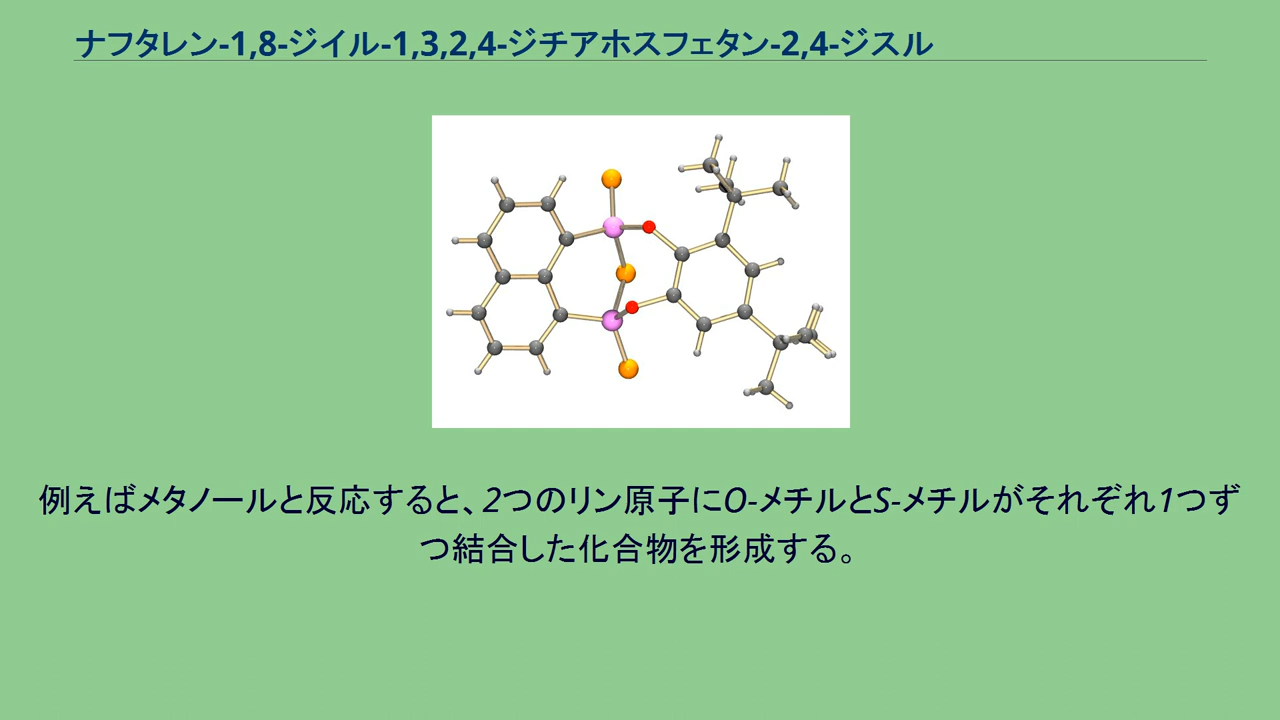 ナフタレン-1,8-ジイル-1,3,2,4-ジチアホスフェタン-2,4-ジスル
例えばメタノールと反応すると、2つのリン原子にO-メチルとS-メチルがそれぞれ1つず
つ結合した化合物を形成する。